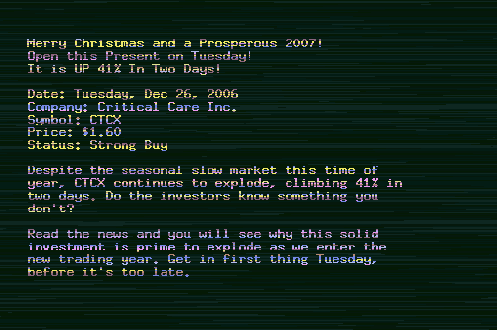 Merry Christmas and a Prosperous 2007!
Open this Present on Tuesday!
It is UP 41% In Two Days!
Date: Tuesday, Dec 26, 2006
Company: Critical Care Inc.
Symbol: CTCX
Price: $1.60
Status: Strong Buy
Despite the seasonal slow market this time of
year, CTCX continues to explode, climbing 41% in
two days. Do the investors know something you
don't?
Read the news and you will see why this solid
investment is prime to explode as we enter the
new trading year. Get in first thing Tuesday,
before it's too late.